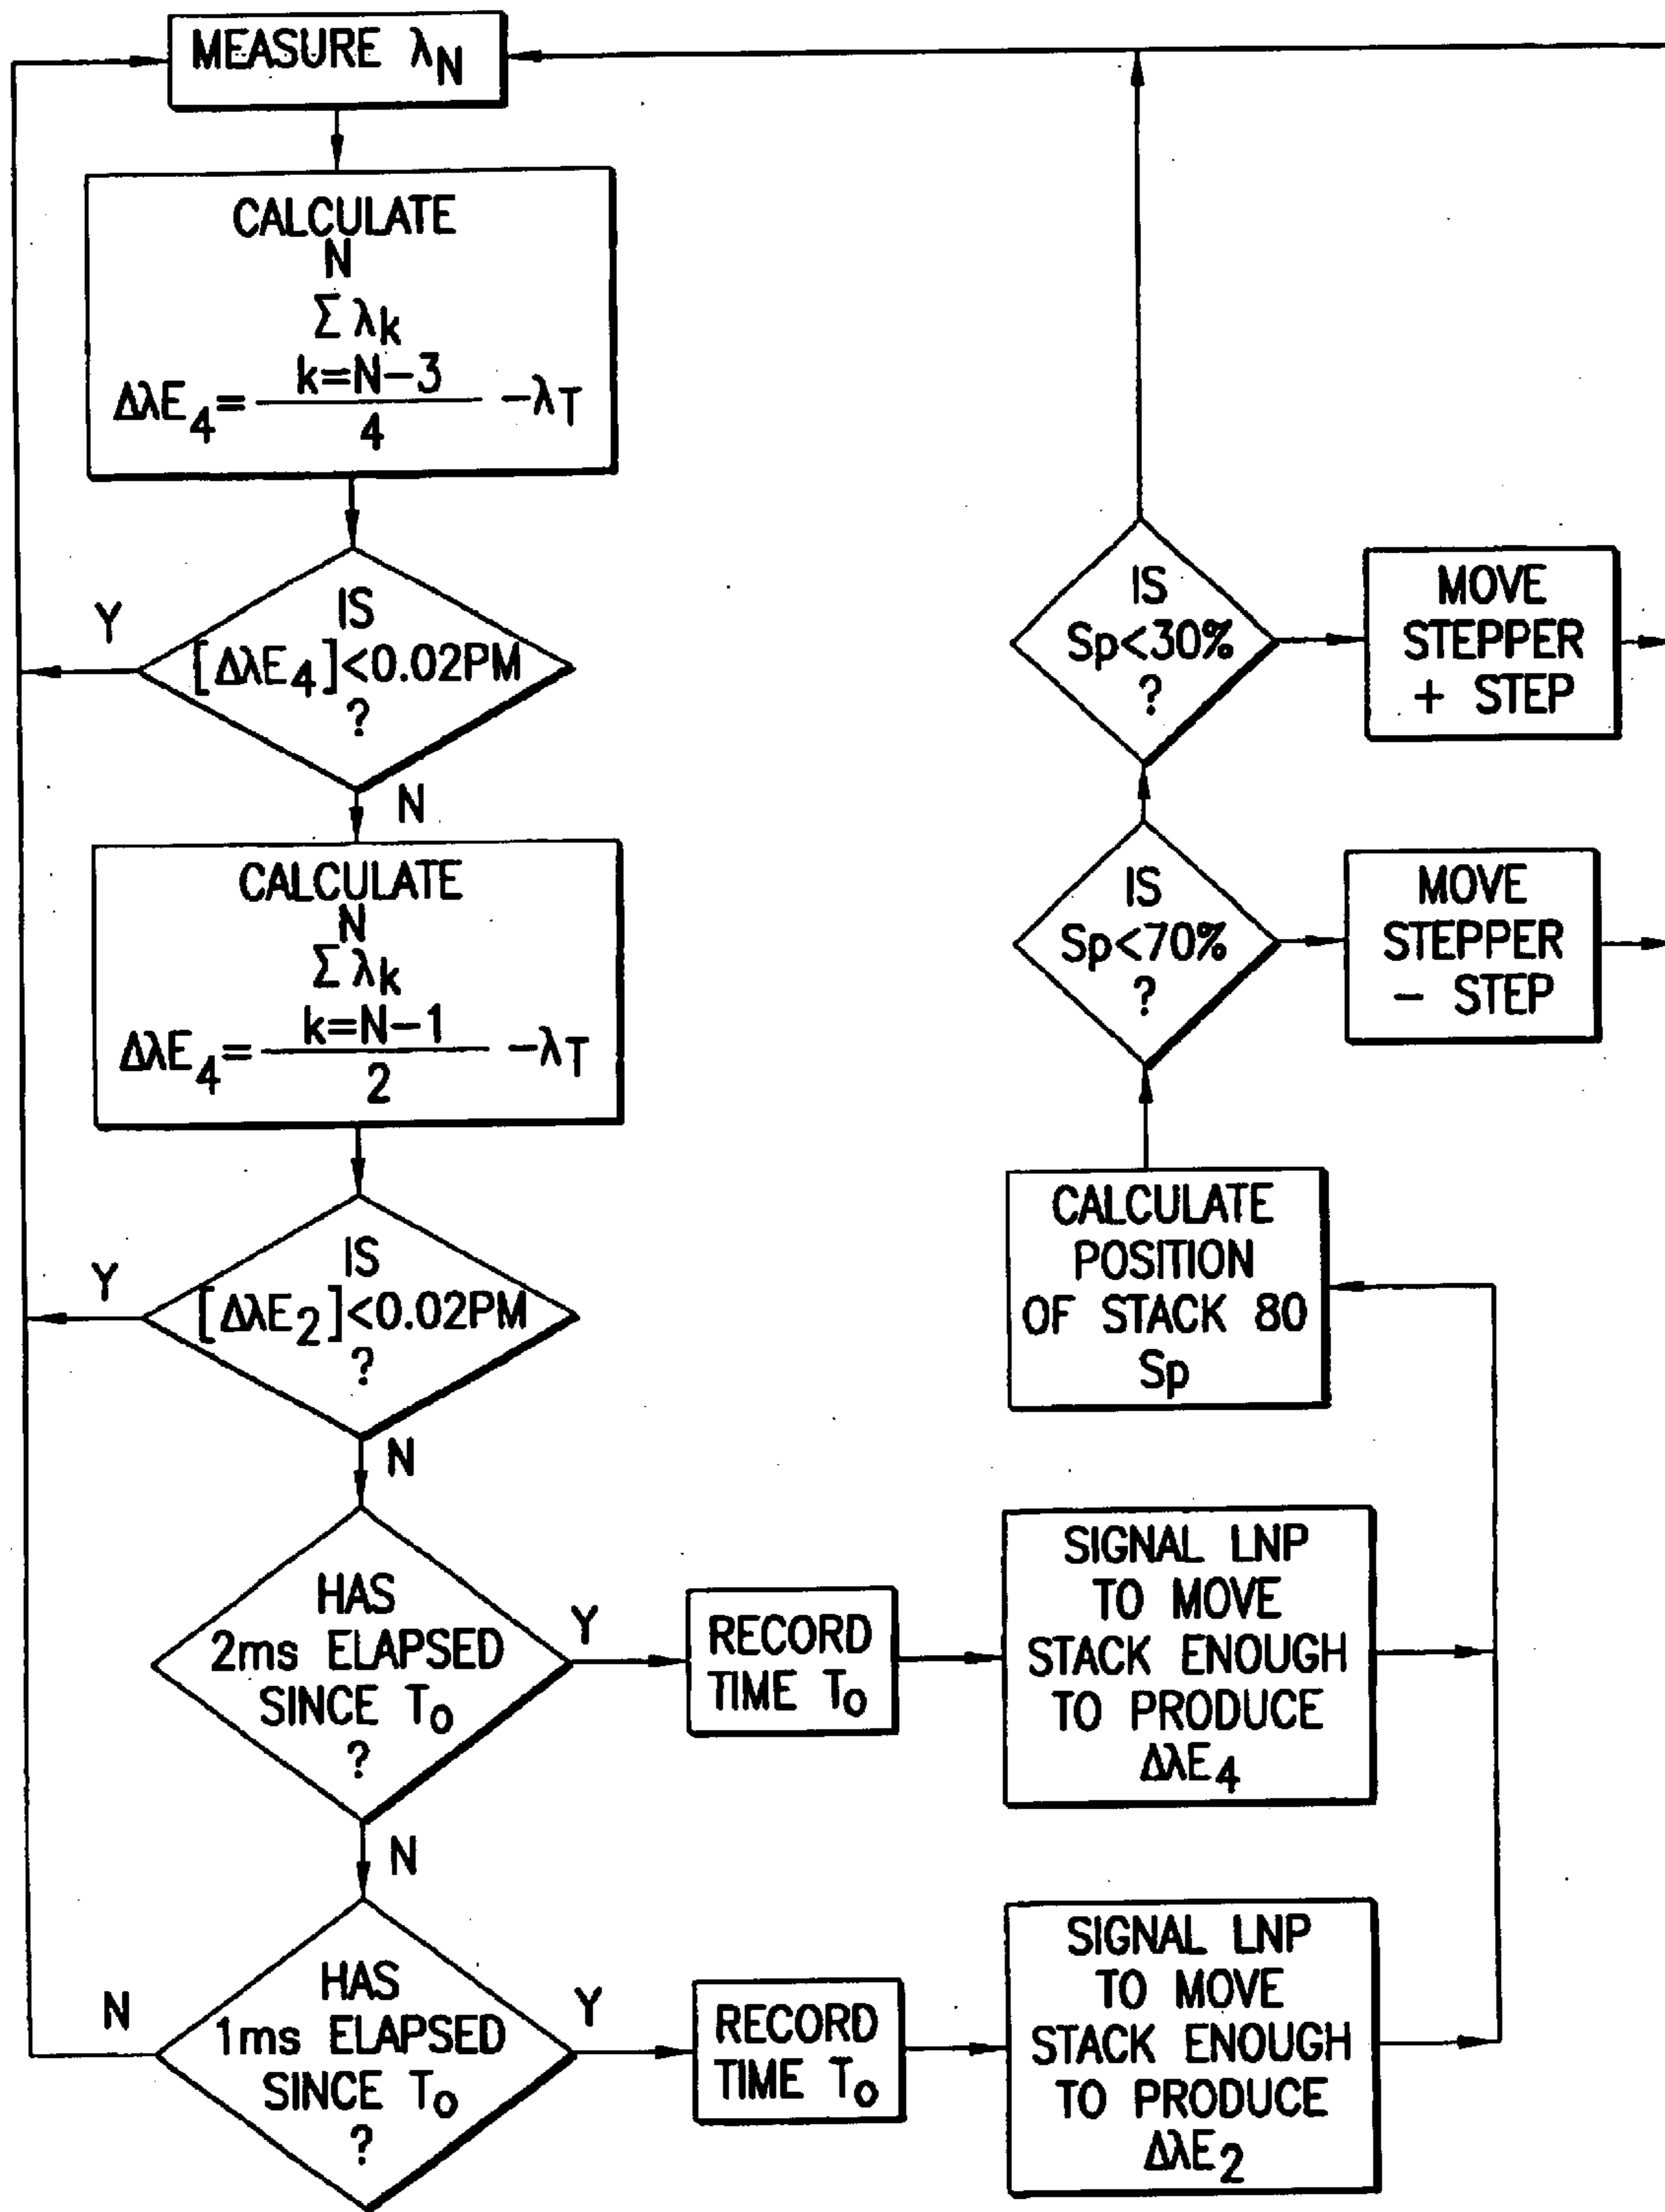 MEASURE λN
CALCULATE
N
Σ λk
k=N-3
ΔλE4= 4 -λT
IS
[ΔλE4]<0.02PM
?
Y
N
CALCULATE
N
Σ λk
k=N-1
ΔλE4= 2 -λT
IS
[ΔλE2]<0.02PM
?
Y
N
HAS
2ms ELAPSED
SINCE To
?
Y
N
RECORD
TIME To
SIGNAL LNP
TO MOVE
STACK ENOUGH
TO PRODUCE
ΔλE4
HAS
1ms ELAPSED
SINCE To
?
N
Y
RECORD
TIME To
SIGNAL LNP
TO MOVE
STACK ENOUGH
TO PRODUCE
ΔλE2
CALCULATE
POSITION
OF STACK 80
Sp
IS
Sp<70%
?
MOVE
STEPPER
- STEP
IS
Sp<30%
?
MOVE
STEPPER
+ STEP